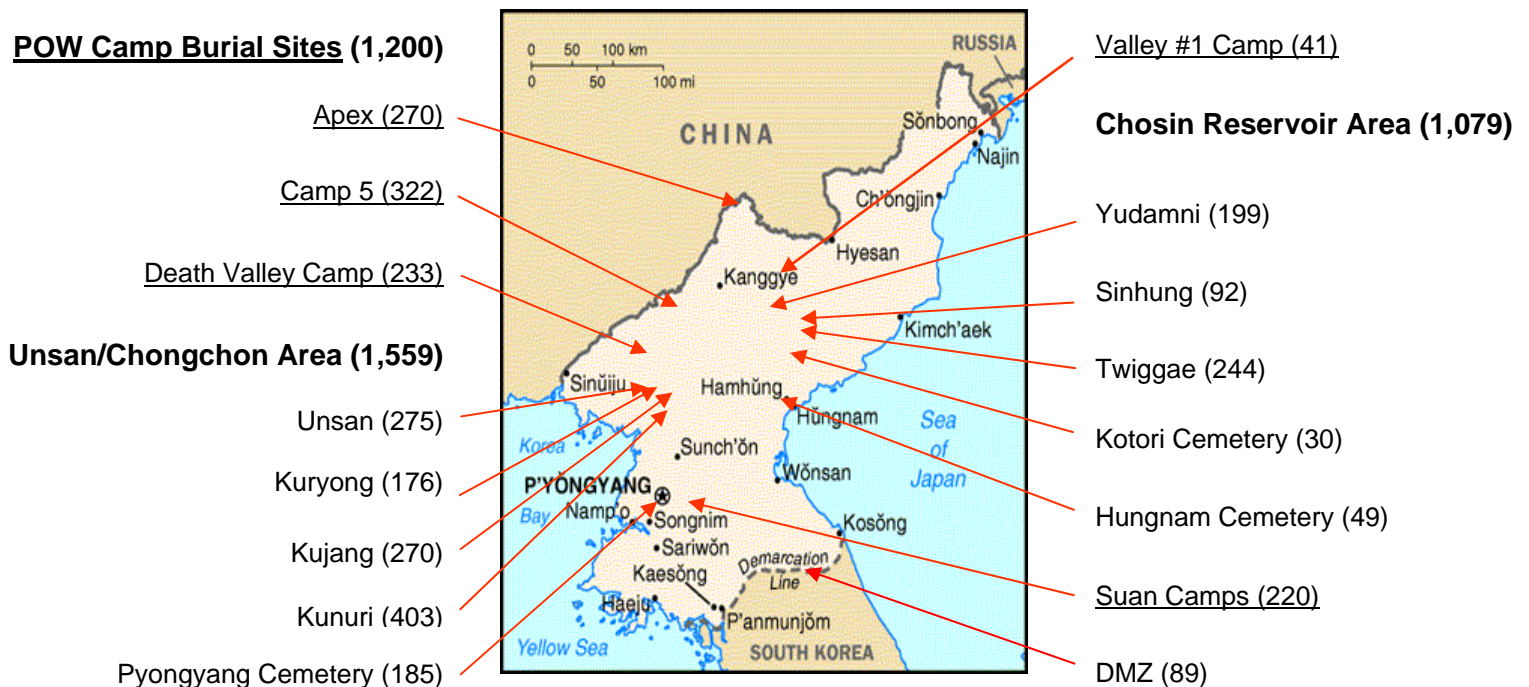 POW Camp Burial Sites (1,200)
Apex (270)
Camp 5 (322)
Death Valley Camp (233)
Unsan/Chongchon Area (1,559)
Unsan (275)
Kuryong (176)
Kujang (270)
Kunuri (403)
Pyongyang Cemetery (185)
0 50 100 km
0 50 100 mi
RUSSIA
CHINA
Sŏnbong
Najin
Ch'ŏngjin
Hyesan
Kanggye
Kimch'aek
Sinŭiju
Hamhŭng
Hŭngnam
Sea
of
Japan
Korea
Bay
Sunch'ŏn
Wŏnsan
P'YŎNGYANG
Namp'o
Songnim
Kosŏng
Sariwŏn
Demarcation
Line
Kaesŏng
Haeju
P'anmunjŏm
Yellow Sea
SOUTH KOREA
Valley #1 Camp (41)
Chosin Reservoir Area (1,079)
Yudamni (199)
Sinhung (92)
Twiggae (244)
Kotori Cemetery (30)
Hungnam Cemetery (49)
Suan Camps (220)
DMZ (89)